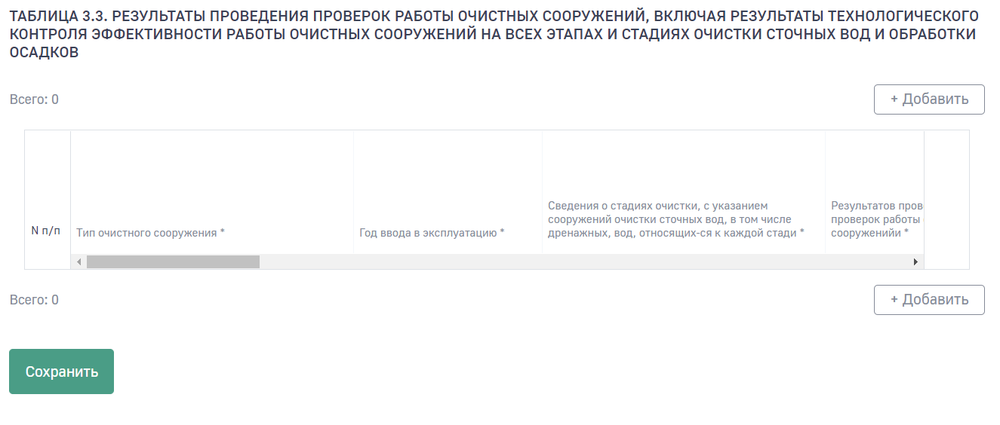 ТАБЛИЦА 3.3. РЕЗУЛЬТАТЫ ПРОВЕДЕНИЯ ПРОВЕРОК РАБОТЫ ОЧИСТНЫХ СООРУЖЕНИЙ, ВКЛЮЧАЯ РЕЗУЛЬТАТЫ ТЕХНОЛОГИЧЕСКОГО
КОНТРОЛЯ ЭФФЕКТИВНОСТИ РАБОТЫ ОЧИСТНЫХ СООРУЖЕНИЙ НА ВСЕХ ЭТАПАХ И СТАДИЯХ ОЧИСТКИ СТОЧНЫХ ВОД И ОБРАБОТКИ
ОСАДКОВ
Всего: 0
+ Добавить
N п/п
Тип очистного сооружения *
Год ввода в эксплуатацию *
Сведения о стадиях очистки, с указанием
сооружений очистки сточных вод, в том числе
дренажных, вод, относящих-ся к каждой стади *
Результатов пров
проверок работы
сооруженийи *
Всего: 0
+ Добавить
Сохранить